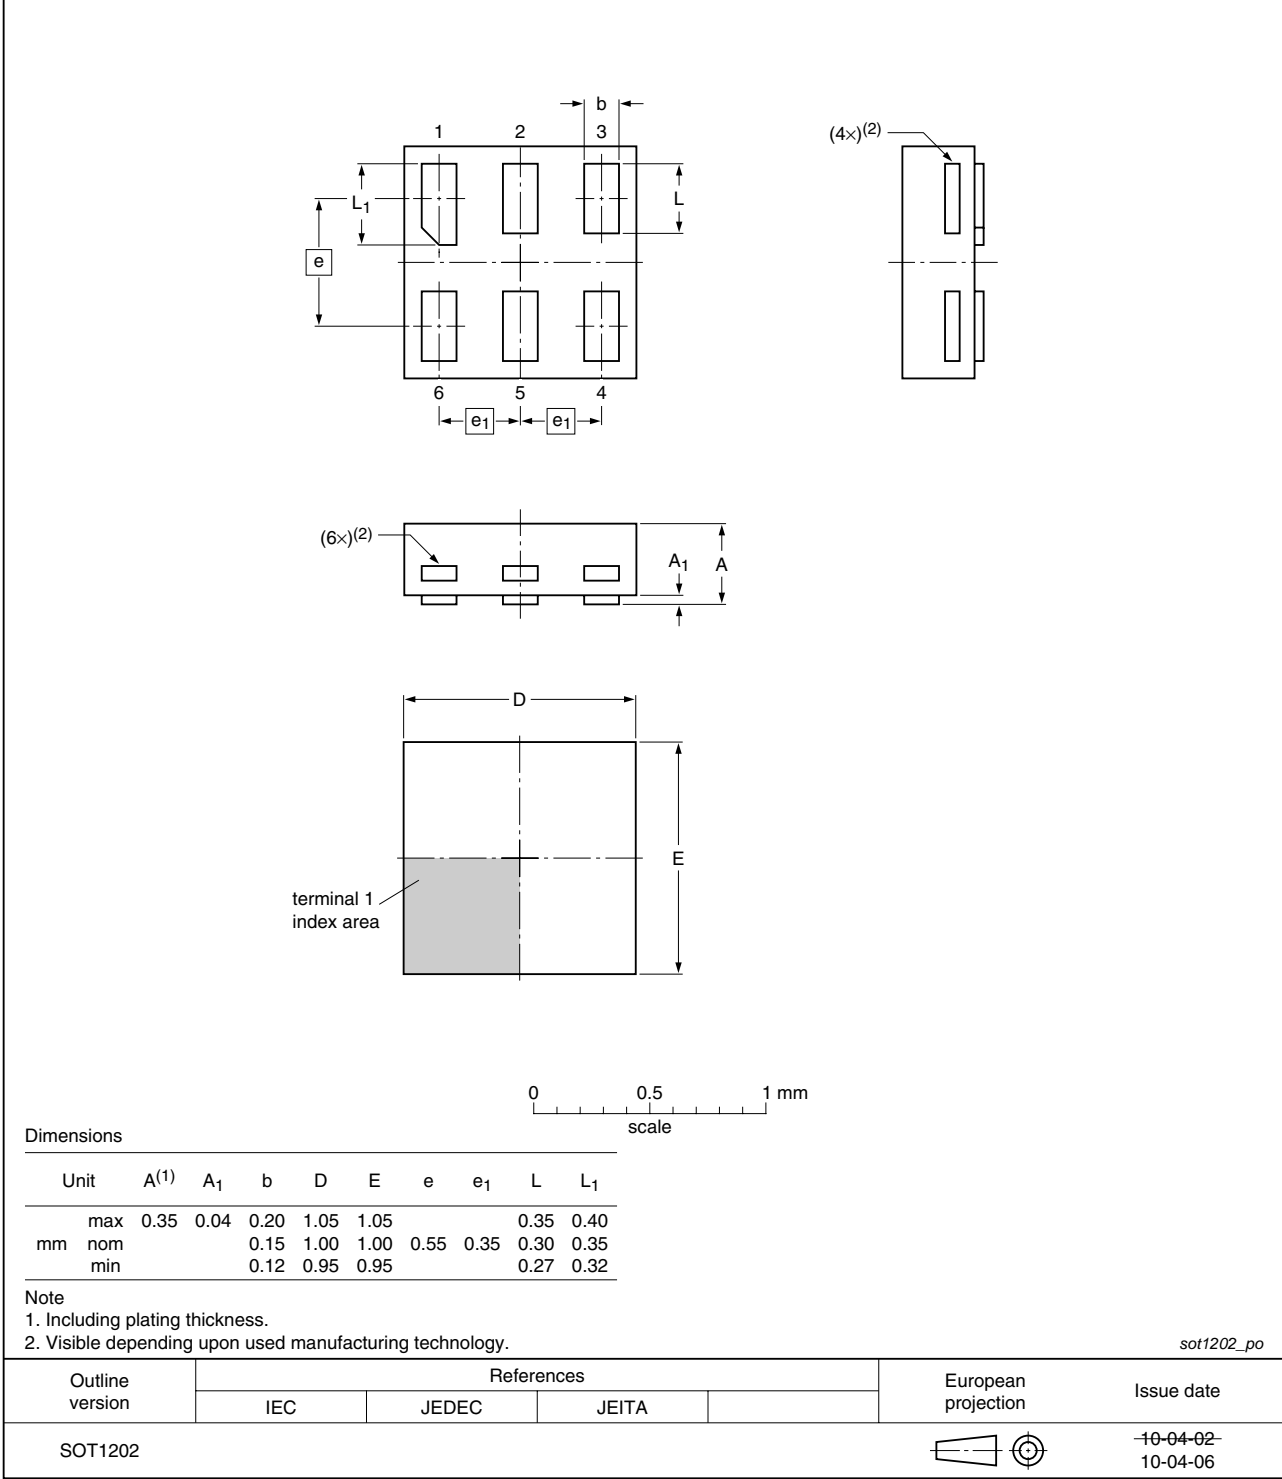 b
1 2 3
(4×)(2)
L1
L
e
6 5 4
e1 e1
(6×)(2)
A1 A
D
E
terminal 1
index area
0 0.5 1 mm
scale
Dimensions
Unit A(1) A1 b D E e e1 L L1
max 0.35 0.04 0.20 1.05 1.05 0.35 0.40
mm nom 0.15 1.00 1.00 0.55 0.35 0.30 0.35
min 0.12 0.95 0.95 0.27 0.32
Note
1. Including plating thickness.
2. Visible depending upon used manufacturing technology.
sot1202_po
Outline
version
References
IEC JEDEC JEITA
European
projection
Issue date
SOT1202
10-04-02
10-04-06